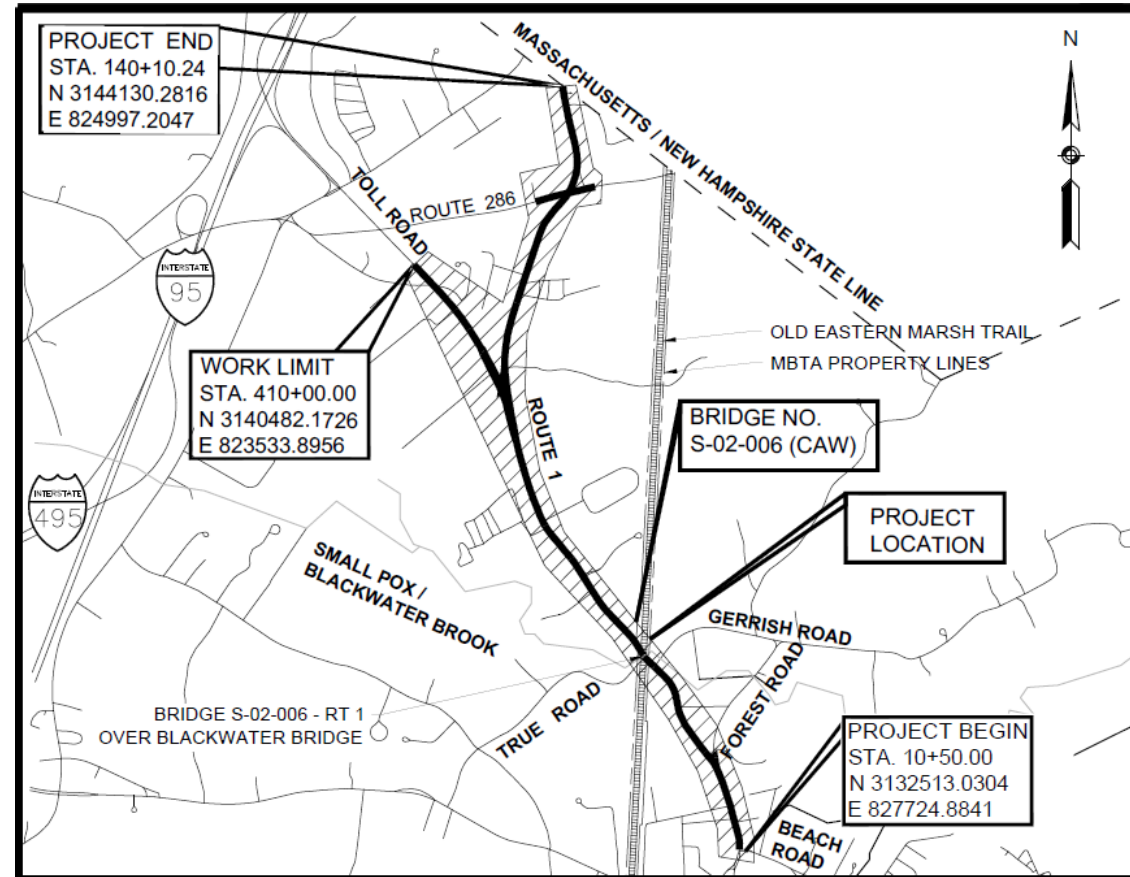 PROJECT END
STA. 140+10.24
N 3144130.2816
E 824997.2047
MASSACHUSETTS / NEW HAMPSHIRE STATE LINE
N
TOLL ROAD
ROUTE 286
INTERSTATE
95
OLD EASTERN MARSH TRAIL
MBTA PROPERTY LINES
WORK LIMIT
STA. 410+00.00
N 3140482.1726
E 823533.8956
ROUTE 1
BRIDGE NO.
S-02-006 (CAW)
INTERSTATE
495
PROJECT
LOCATION
SMALL POX /
BLACKWATER BROOK
GERRISH ROAD
FOREST ROAD
TRUE ROAD
BRIDGE S-02-006 - RT 1
OVER BLACKWATER BRIDGE
PROJECT BEGIN
STA. 10+50.00
N 3132513.0304
E 827724.8841
BEACH
ROAD